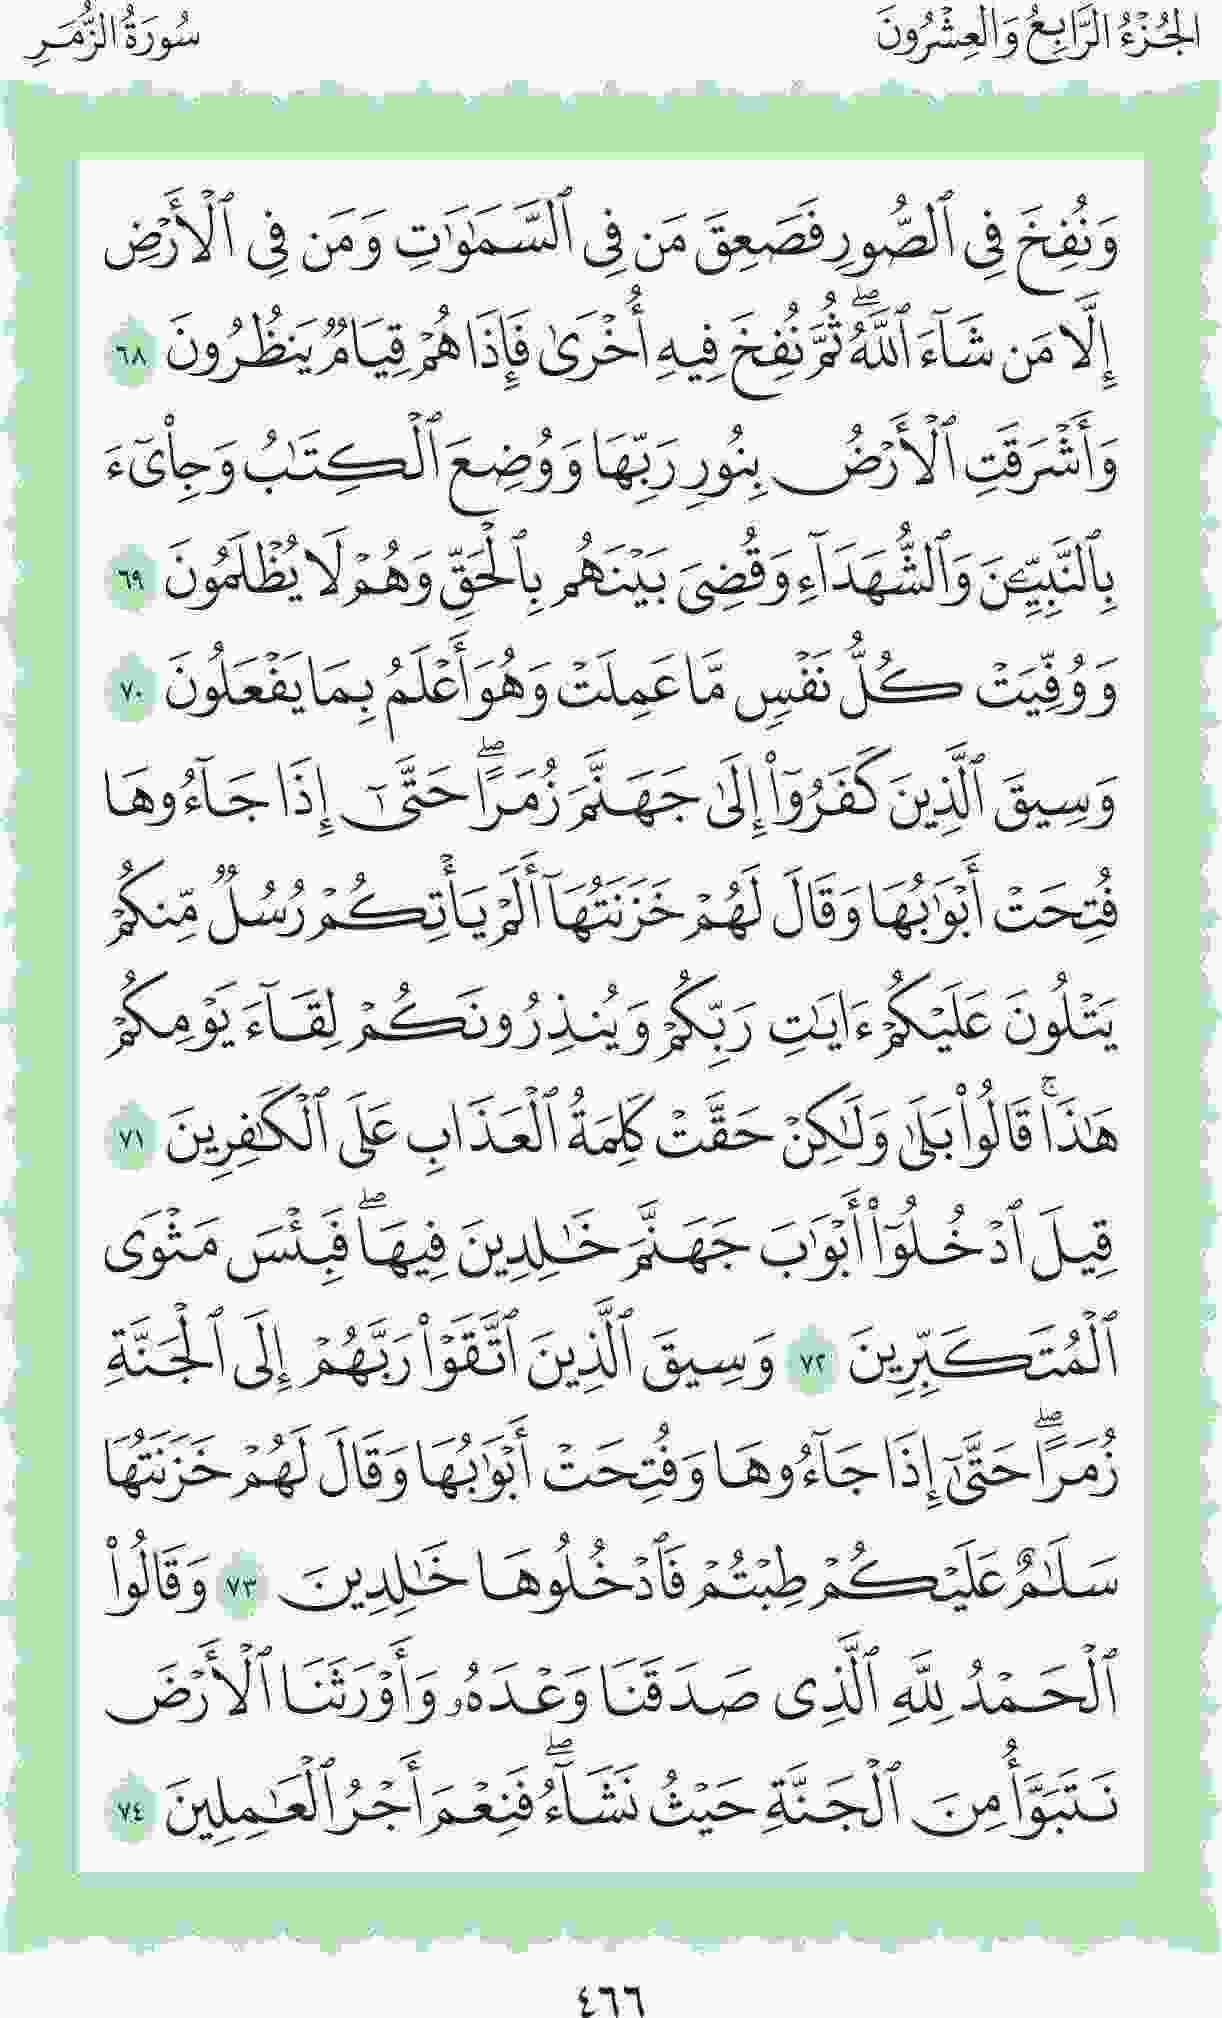 الجُزْءُ الرَّابِعُ وَالعِشْرُونَ
سُورَةُ الزُّمَرِ
وَنُفِخَ فِي ٱلصُّورِ فَصَعِقَ مَن فِي ٱلسَّمَٰوَٰتِ وَمَن فِي ٱلْأَرْضِ
إِلَّا مَن شَآءَ ٱللَّهُۖ ثُمَّ نُفِخَ فِيهِ أُخْرَىٰ فَإِذَا هُمْ قِيَامٌ يَنظُرُونَ ٦٨
وَأَشْرَقَتِ ٱلْأَرْضُ بِنُورِ رَبِّهَا وَوُضِعَ ٱلْكِتَٰبُ وَجِاْىٓءَ
بِٱلنَّبِيِّۦنَ وَٱلشُّهَدَآءِ وَقُضِىَ بَيْنَهُم بِٱلْحَقِّ وَهُمْ لَا يُظْلَمُونَ ٦٩
وَوُفِّيَتْ كُلُّ نَفْسٍ مَّا عَمِلَتْ وَهُوَ أَعْلَمُ بِمَا يَفْعَلُونَ ٧٠
وَسِيقَ ٱلَّذِينَ كَفَرُوٓاْ إِلَىٰ جَهَنَّمَ زُمَرًاۖ حَتَّىٰٓ إِذَا جَآءُوهَا
فُتِحَتْ أَبْوَٰبُهَا وَقَالَ لَهُمْ خَزَنَتُهَآ أَلَمْ يَأْتِكُمْ رُسُلٌ مِّنكُمْ
يَتْلُونَ عَلَيْكُمْ ءَايَٰتِ رَبِّكُمْ وَيُنذِرُونَكُمْ لِقَآءَ يَوْمِكُمْ
هَٰذَاۚ قَالُواْ بَلَىٰ وَلَٰكِنْ حَقَّتْ كَلِمَةُ ٱلْعَذَابِ عَلَى ٱلْكَٰفِرِينَ ٧١
قِيلَ ٱدْخُلُوٓاْ أَبْوَٰبَ جَهَنَّمَ خَٰلِدِينَ فِيهَاۖ فَبِئْسَ مَثْوَى
ٱلْمُتَكَبِّرِينَ ٧٢ وَسِيقَ ٱلَّذِينَ ٱتَّقَوْاْ رَبَّهُمْ إِلَى ٱلْجَنَّةِ
زُمَرًاۖ حَتَّىٰٓ إِذَا جَآءُوهَا وَفُتِحَتْ أَبْوَٰبُهَا وَقَالَ لَهُمْ خَزَنَتُهَا
سَلَٰمٌ عَلَيْكُمْ طِبْتُمْ فَٱدْخُلُوهَا خَٰلِدِينَ ٧٣ وَقَالُواْ
ٱلْحَمْدُ لِلَّهِ ٱلَّذِى صَدَقَنَا وَعْدَهُۥ وَأَوْرَثَنَا ٱلْأَرْضَ
نَتَبَوَّأُ مِنَ ٱلْجَنَّةِ حَيْثُ نَشَآءُۖ فَنِعْمَ أَجْرُ ٱلْعَٰمِلِينَ ٧٤
٤٦٦